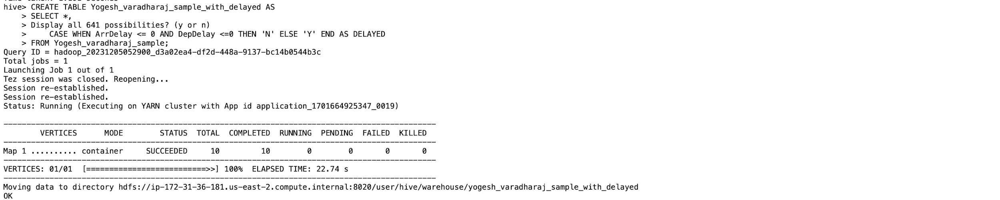 hive> CREATE TABLE Yogesh_varadharaj_sample_with_delayed AS
    > SELECT *,
    > Display all 641 possibilities? (y or n)
    >     CASE WHEN ArrDelay <= 0 AND DepDelay <=0 THEN 'N' ELSE 'Y' END AS DELAYED
    > FROM Yogesh_varadharaj_sample;
Query ID = hadoop_20231205052900_d3a02ea4-df2d-448a-9137-bc14b0544b3c
Total jobs = 1
Launching Job 1 out of 1
Tez session was closed. Reopening...
Session re-established.
Session re-established.
Status: Running (Executing on YARN cluster with App id application_1701664925347_0019)
----------------------------------------------------------------------------------------------
        VERTICES      MODE        STATUS  TOTAL  COMPLETED  RUNNING  PENDING  FAILED  KILLED
----------------------------------------------------------------------------------------------
Map 1 .......... container     SUCCEEDED     10         10        0        0       0       0
----------------------------------------------------------------------------------------------
VERTICES: 01/01  [==========================>>] 100%  ELAPSED TIME: 22.74 s
----------------------------------------------------------------------------------------------
Moving data to directory hdfs://ip-172-31-36-181.us-east-2.compute.internal:8020/user/hive/warehouse/yogesh_varadharaj_sample_with_delayed
OK